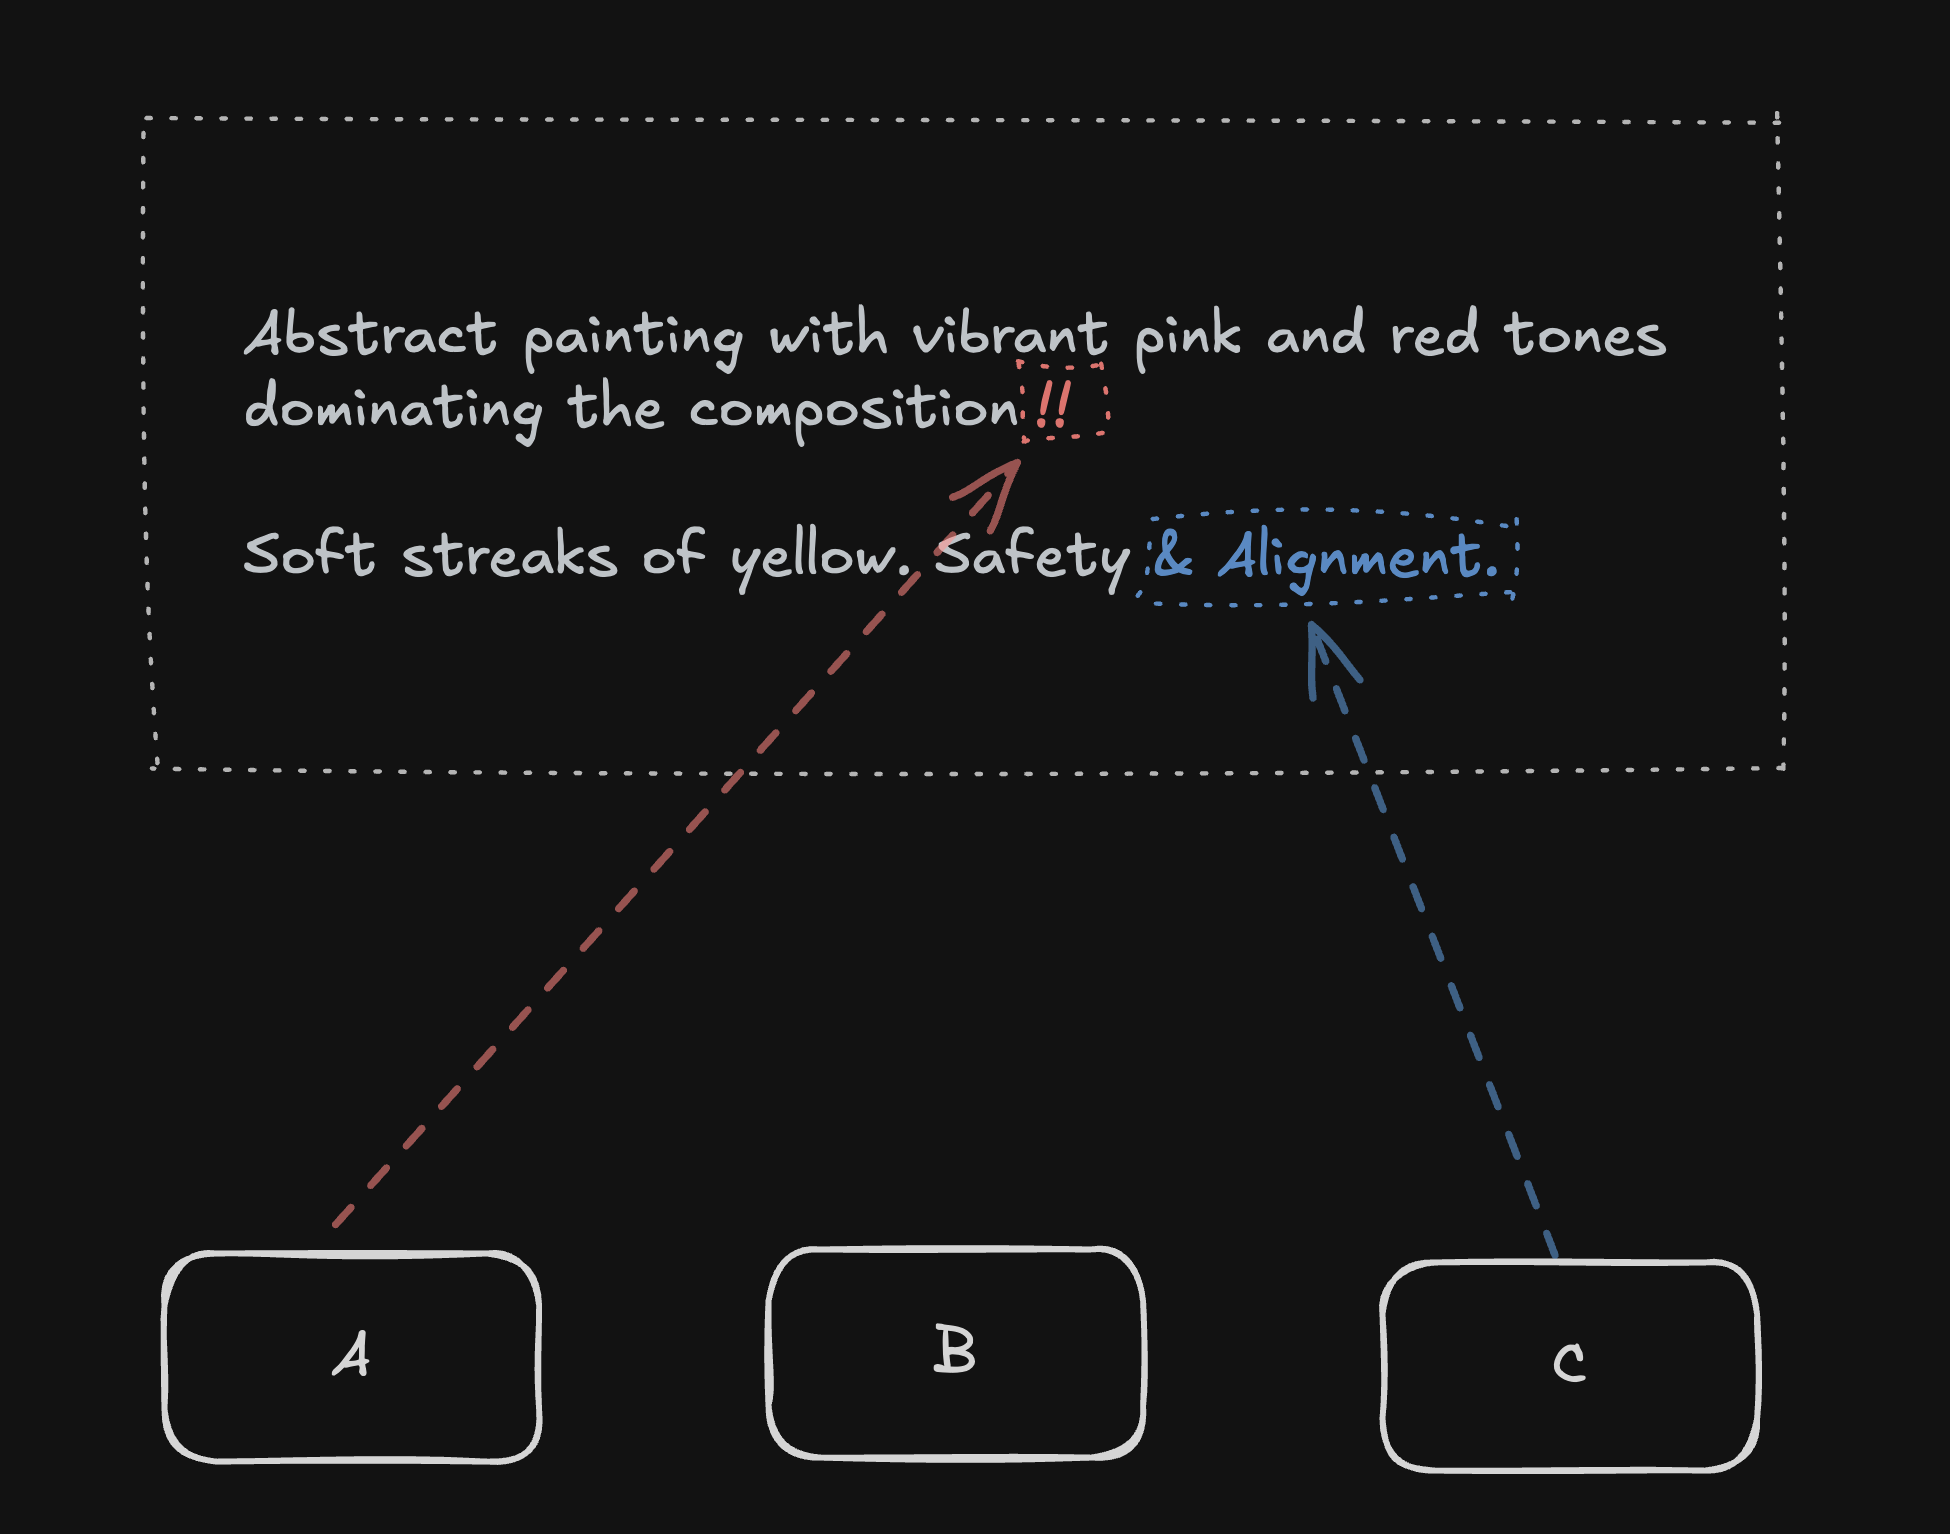 Abstract painting with vibrant pink and red tones
dominating the composition!!
Soft streaks of yellow. Safety & Alignment.
A
B
C